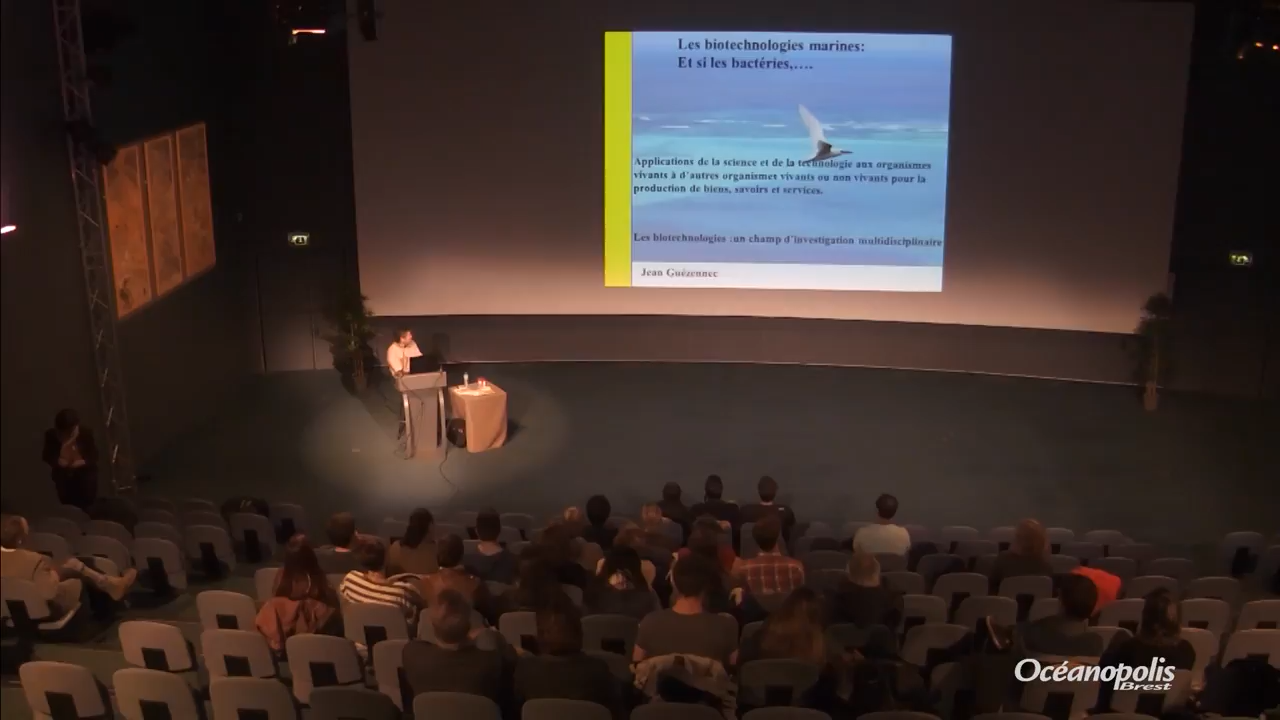 Les biotechnologies marines:
Et si les bactéries,....
Applications de la science et de la technologie aux organismes
vivants à d'autres organismes vivants ou non vivants pour la
production de biens, savoirs et services.
Les biotechnologies :un champ d'investigation multidisciplinaire
Jean Guézennec
Océanopolis
Brest